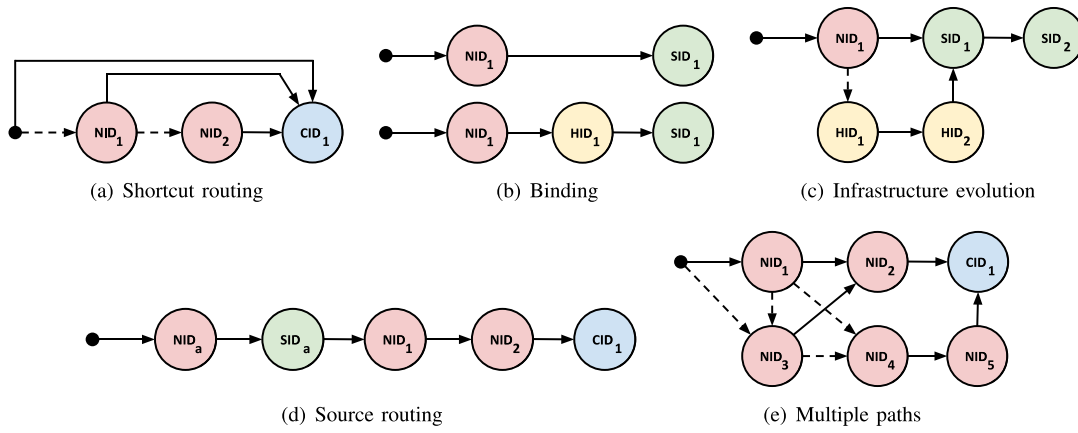 NID1 NID2 CID1
(a) Shortcut routing
NID1 SID1
NID1 HID1 SID1
(b) Binding
NID1 SID1 SID2
HID1 HID2
(c) Infrastructure evolution
NIDa SIDa NID1 NID2 CID1
(d) Source routing
NID1 NID2 CID1
NID3 NID4 NID5
(e) Multiple paths